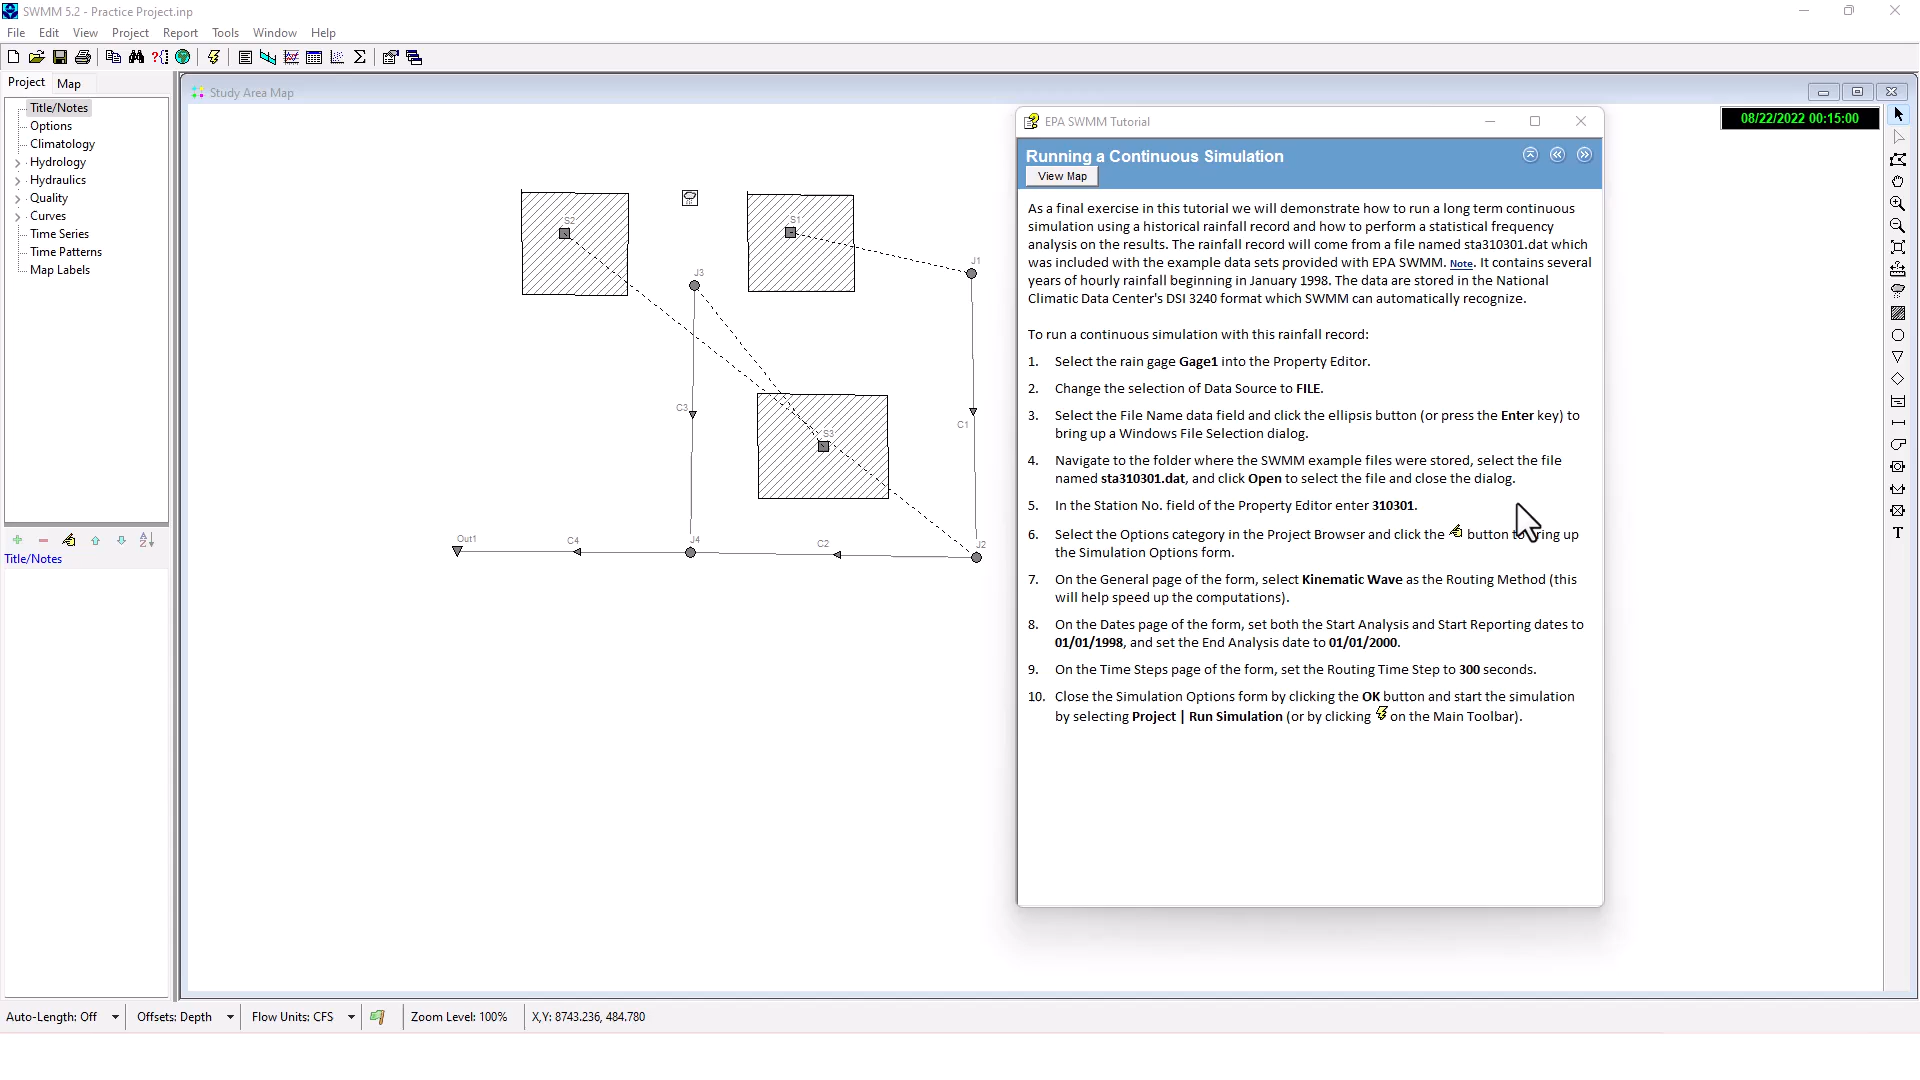 SWMM 5.2 - Practice Project.inp
File Edit View Project Report Tools Window Help
Project Map
Title/Notes
Options
Climatology
Hydrology
Hydraulics
Quality
Curves
Time Series
Time Patterns
Map Labels
Title/Notes
Study Area Map
08/22/2022 00:15:00
S2
S1
J3
J1
C3
C1
S3
Out1
C4
J4
C2
J2
EPA SWMM Tutorial
Running a Continuous Simulation
View Map
As a final exercise in this tutorial we will demonstrate how to run a long term continuous
simulation using a historical rainfall record and how to perform a statistical frequency
analysis on the results. The rainfall record will come from a file named sta310301.dat which
was included with the example data sets provided with EPA SWMM. Note. It contains several
years of hourly rainfall beginning in January 1998. The data are stored in the National
Climatic Data Center's DSI 3240 format which SWMM can automatically recognize.
To run a continuous simulation with this rainfall record:
1. Select the rain gage Gage1 into the Property Editor.
2. Change the selection of Data Source to FILE.
3. Select the File Name data field and click the ellipsis button (or press the Enter key) to
bring up a Windows File Selection dialog.
4. Navigate to the folder where the SWMM example files were stored, select the file
named sta310301.dat, and click Open to select the file and close the dialog.
5. In the Station No. field of the Property Editor enter 310301.
6. Select the Options category in the Project Browser and click the button up
the Simulation Options form.
7. On the General page of the form, select Kinematic Wave as the Routing Method (this
will help speed up the computations).
8. On the Dates page of the form, set both the Start Analysis and Start Reporting dates to
01/01/1998, and set the End Analysis date to 01/01/2000.
9. On the Time Steps page of the form, set the Routing Time Step to 300 seconds.
10. Close the Simulation Options form by clicking the OK button and start the simulation
by selecting Project | Run Simulation (or by clicking on the Main Toolbar).
T
Auto-Length: Off Offsets: Depth Flow Units: CFS Zoom Level: 100% X,Y: 8743.236, 484.780